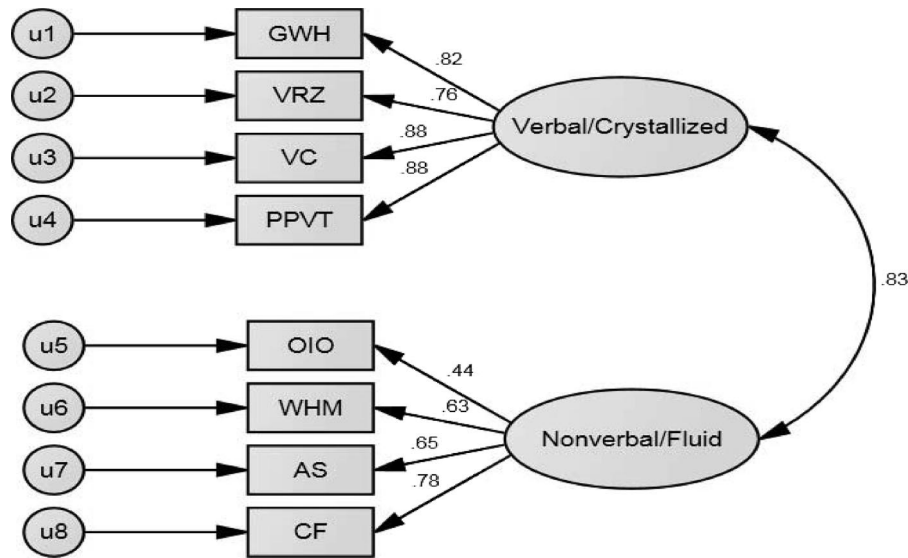 u1 GWH
.82
u2 VRZ
.76
Verbal/Crystallized
u3 VC
.88
u4 PPVT
.88
.83
u5 OIO
.44
u6 WHM
.63
Nonverbal/Fluid
u7 AS
.65
u8 CF
.78